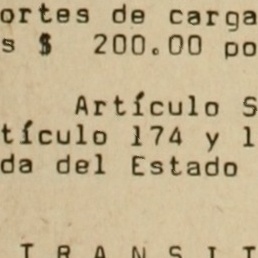 ortes de carga
s $ 200.00 po
Artículo S
tículo 174 y l
da del Estado
T R A N S I T